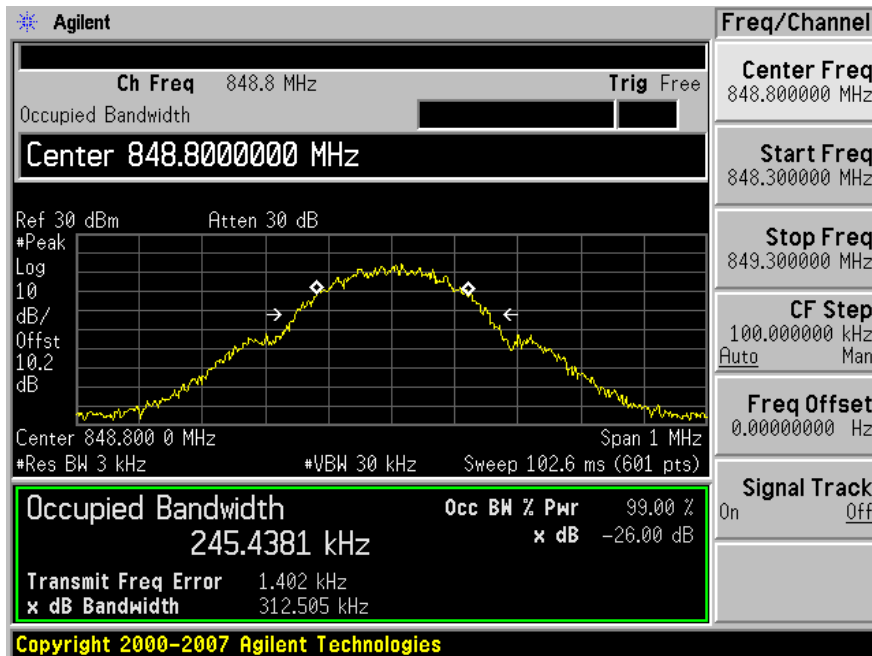 Agilent
Freq/Channel
Ch Freq 848.8 MHz Trig Free
Occupied Bandwidth
Center 848.8000000 MHz
Ref 30 dBm Atten 30 dB
#Peak
Log
10
dB/
Offst
10.2
dB
Center 848.800 0 MHz Span 1 MHz
#Res BW 3 kHz #VBW 30 kHz Sweep 102.6 ms (601 pts)
Occupied Bandwidth Occ BW % Pwr 99.00 %
245.4381 kHz x dB -26.00 dB
Transmit Freq Error 1.402 kHz
x dB Bandwidth 312.505 kHz
Copyright 2000-2007 Agilent Technologies
Center Freq
848.800000 MHz
Start Freq
848.300000 MHz
Stop Freq
849.300000 MHz
CF Step
100.000000 kHz
Auto Man
Freq Offset
0.00000000 Hz
Signal Track
On Off